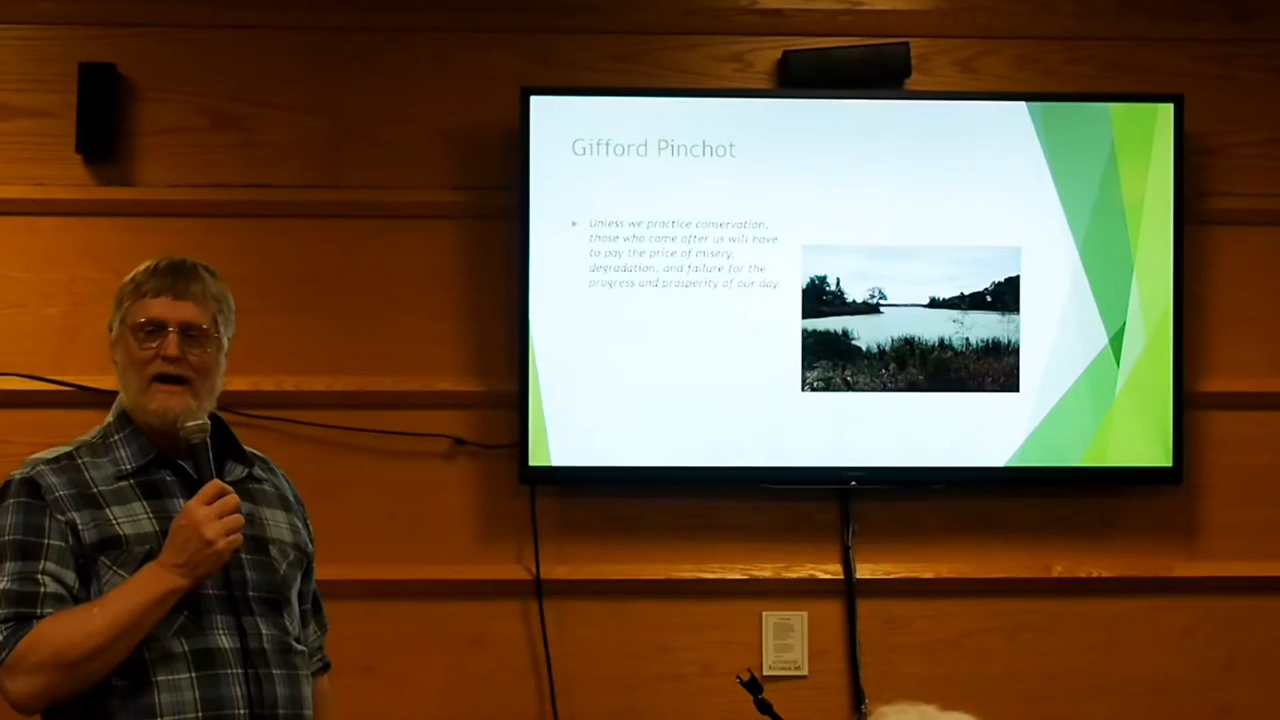 Gifford Pinchot
Unless we practice conservation,
those who come after us will have
to pay the price of misery,
degradation, and failure for the
progress and prosperity of our day.